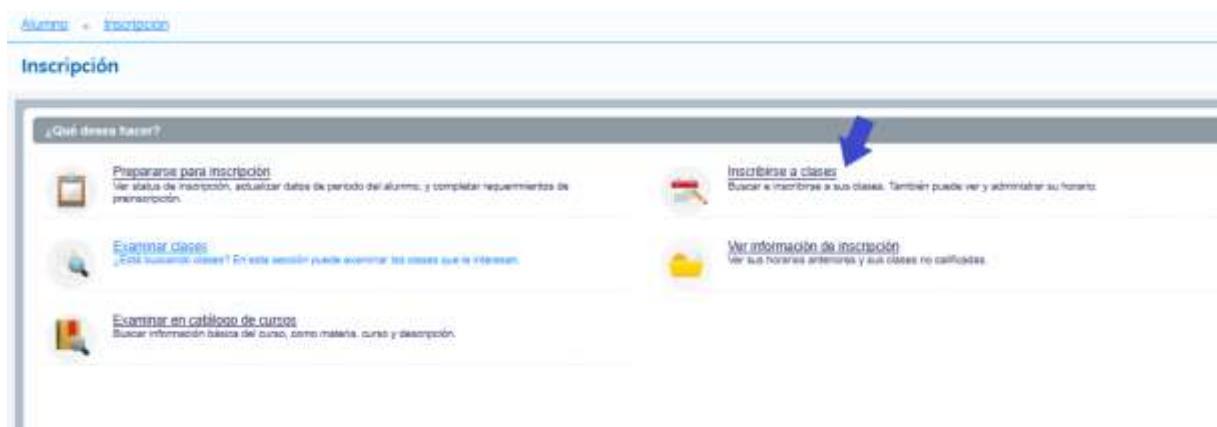 Alumno • Inscripción
Inscripción
¿Qué desea hacer?
Prepararse para inscripción
Ver status de inscripción, actualizar datos de periodo del alumno, y completar requerimientos de
preinscripción.
Inscribirse a clases
Buscar e inscribirse a sus clases. También puede ver y administrar su horario.
Examinar clases
¿Está buscando clases? En esta sección puede examinar las clases que le interesan.
Ver información de inscripción
Ver sus horarios anteriores y sus clases no calificadas.
Examinar en catálogo de cursos
Buscar información básica del curso, como materia, curso y descripción.